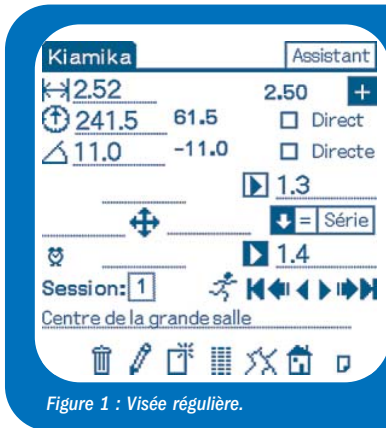 Kiamika Assistant
2.52 2.50 +
241.5 61.5 Direct
11.0 -11.0 Directe
1.3
= Série
1.4
Session: 1
Centre de la grande salle
Figure 1 : Visée régulière.